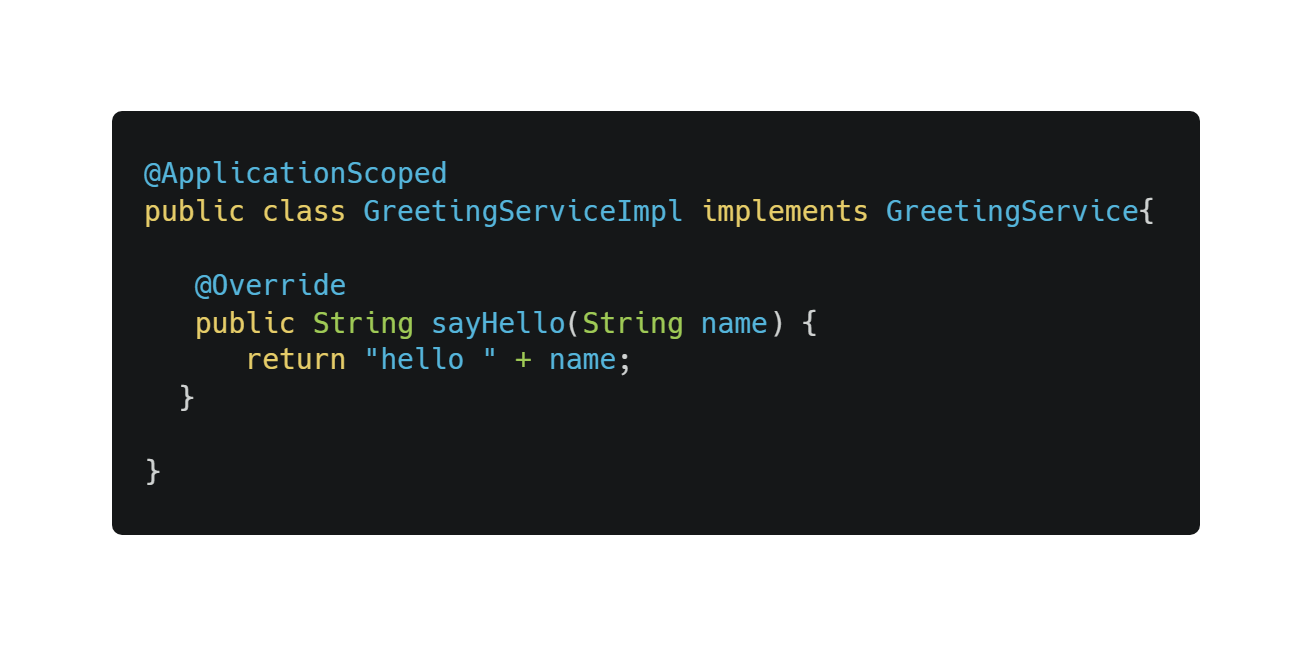 @ApplicationScoped
public class GreetingServiceImpl implements GreetingService{
@Override
public String sayHello(String name) {
return "hello " + name;
}
}